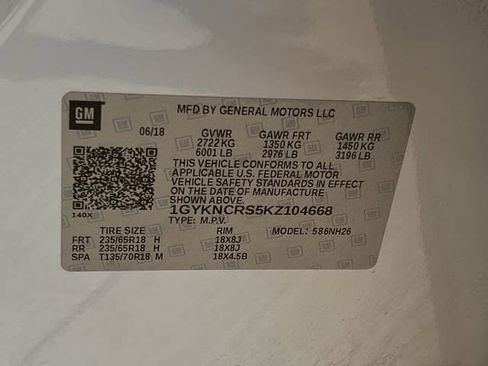 GM
MFD BY GENERAL MOTORS LLC
06/18 GVWR GAWR FRT GAWR RR
2722 KG 1350 KG 1450 KG
6001 LB 2976 LB 3196 LB
THIS VEHICLE CONFORMS TO ALL
APPLICABLE U.S. FEDERAL MOTOR
VEHICLE SAFETY STANDARDS IN EFFECT
ON THE DATE OF MANUFACTURE
SHOWN ABOVE.
140X
1GYKNCRS5KZ104668
TYPE: M.P.V. MODEL: 586NH26
TIRE SIZE RIM
FRT 235/65R18 H 18X8J
RR 235/65R18 H 18X8J
SPA T135/70R18 M 18X4.5B